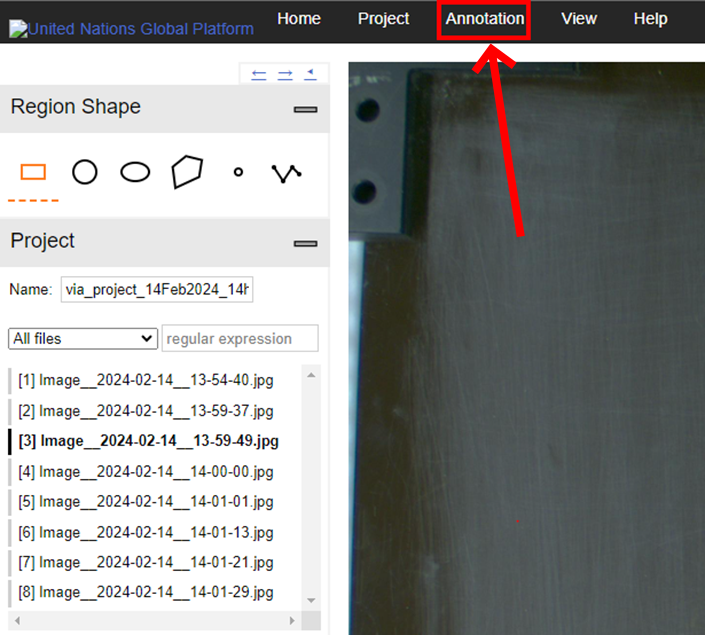 United Nations Global Platform Home Project Annotation View Help
Region Shape
Project
Name: via_project_14Feb2024_14h
All files regular expression
[1] Image__2024-02-14__13-54-40.jpg
[2] Image__2024-02-14__13-59-37.jpg
[3] Image__2024-02-14__13-59-49.jpg
[4] Image__2024-02-14__14-00-00.jpg
[5] Image__2024-02-14__14-01-01.jpg
[6] Image__2024-02-14__14-01-13.jpg
[7] Image__2024-02-14__14-01-21.jpg
[8] Image__2024-02-14__14-01-29.jpg